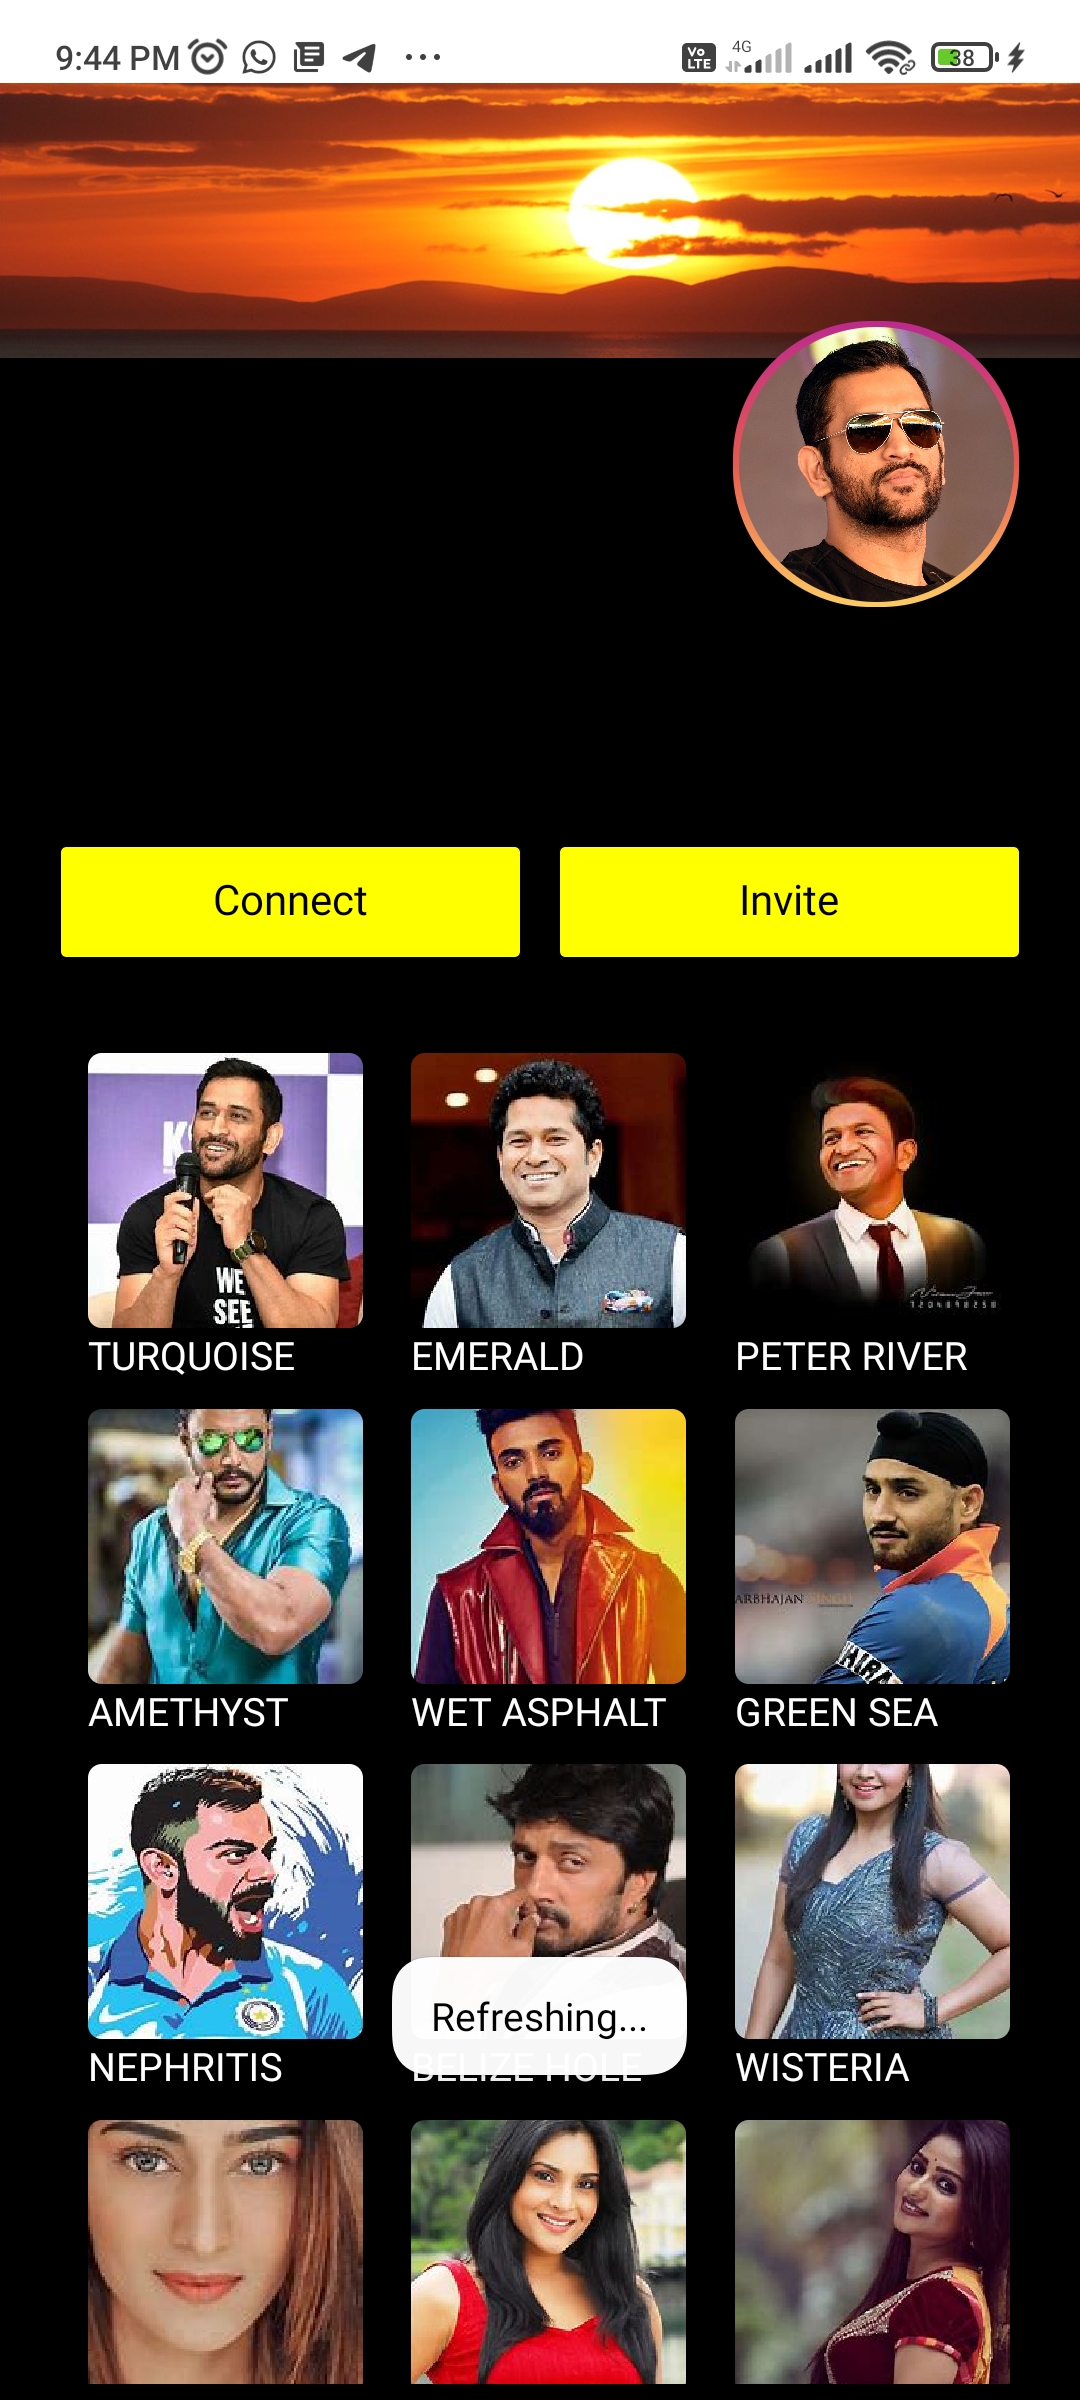 9:44 PM
Vo LTE
4G
38
Connect
Invite
K
WE
SEE
TURQUOISE
EMERALD
PETER RIVER
ARBHAJAN SINGH
AMETHYST
WET ASPHALT
GREEN SEA
Refreshing...
NEPHRITIS
BELIZE HOLE
WISTERIA